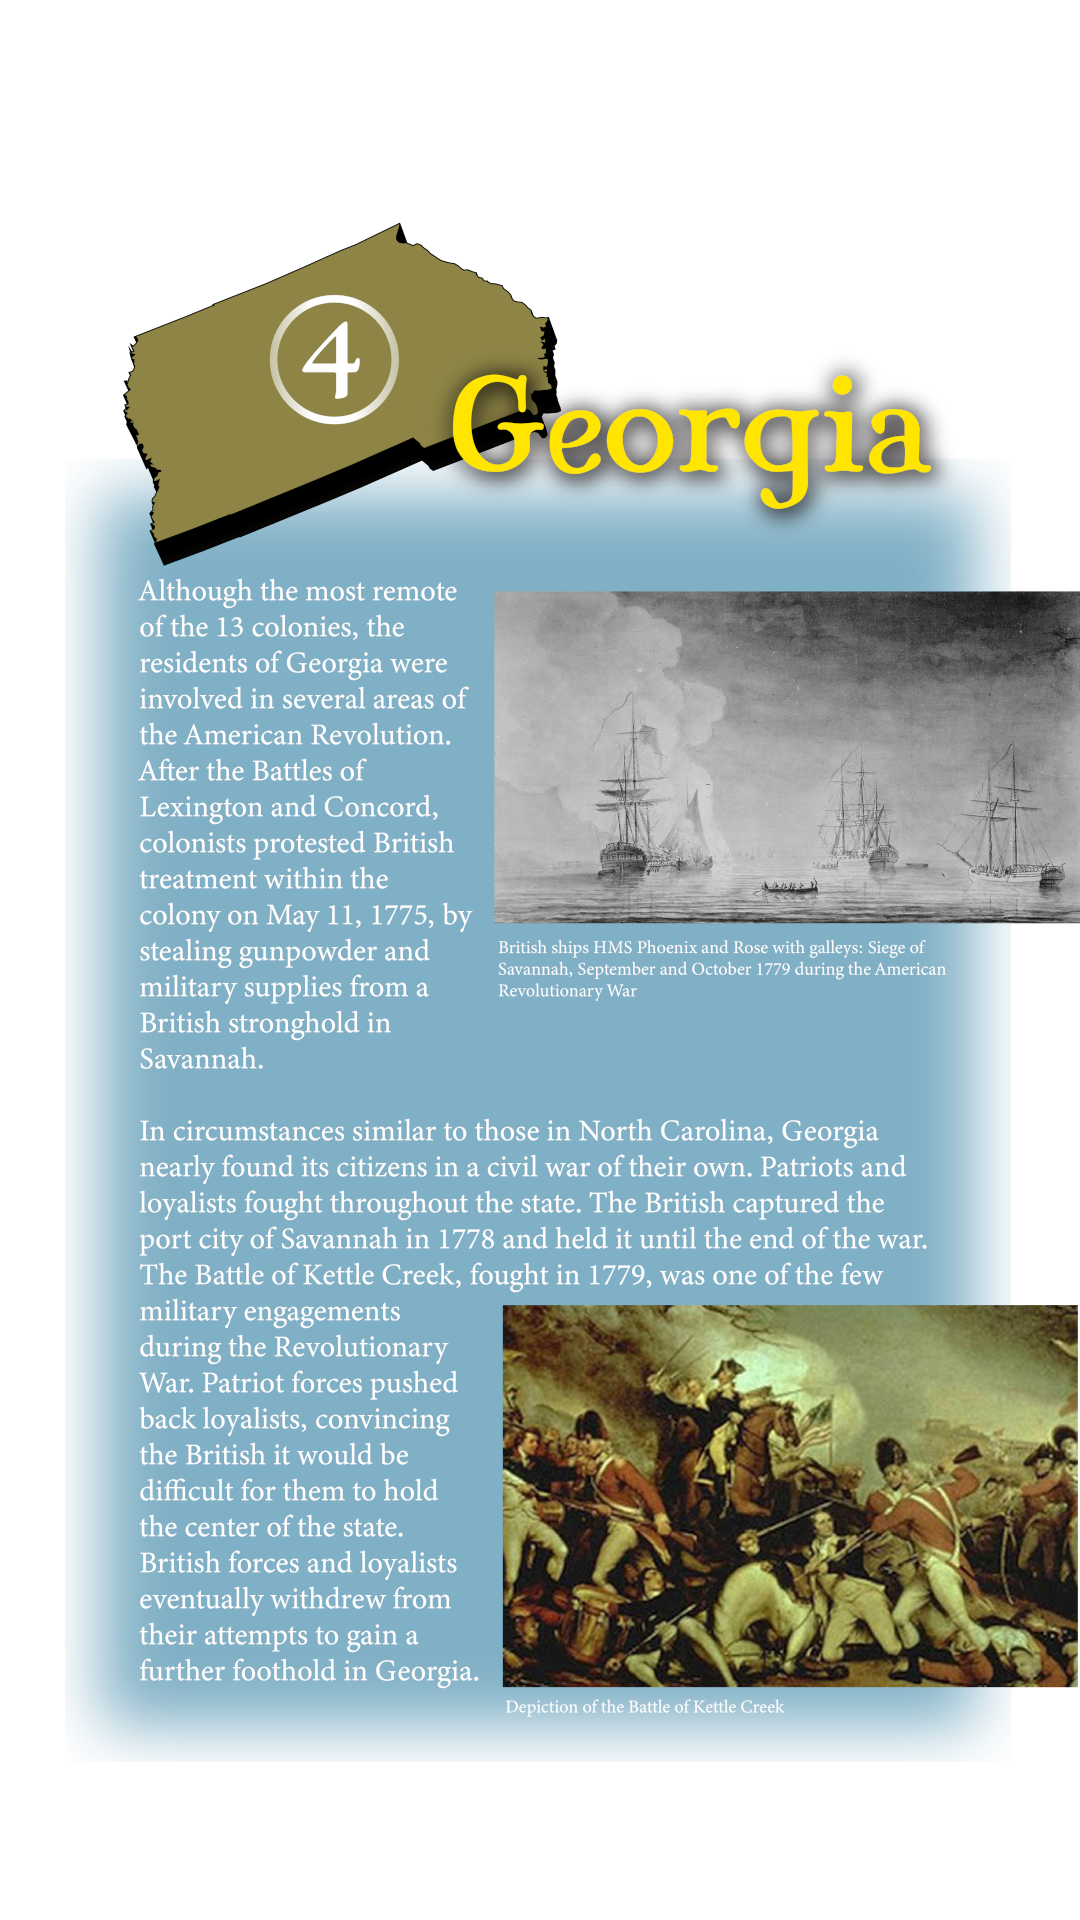 4
Georgia
Although the most remote
of the 13 colonies, the
residents of Georgia were
involved in several areas of
the American Revolution.
After the Battles of
Lexington and Concord,
colonists protested British
treatment within the
colony on May 11, 1775, by
stealing gunpowder and
military supplies from a
British stronghold in
Savannah.
British ships HMS Phoenix and Rose with galleys: Siege of
Savannah, September and October 1779 during the American
Revolutionary War
In circumstances similar to those in North Carolina, Georgia
nearly found its citizens in a civil war of their own. Patriots and
loyalists fought throughout the state. The British captured the
port city of Savannah in 1778 and held it until the end of the war.
The Battle of Kettle Creek, fought in 1779, was one of the few
military engagements
during the Revolutionary
War. Patriot forces pushed
back loyalists, convincing
the British it would be
difficult for them to hold
the center of the state.
British forces and loyalists
eventually withdrew from
their attempts to gain a
further foothold in Georgia.
Depiction of the Battle of Kettle Creek